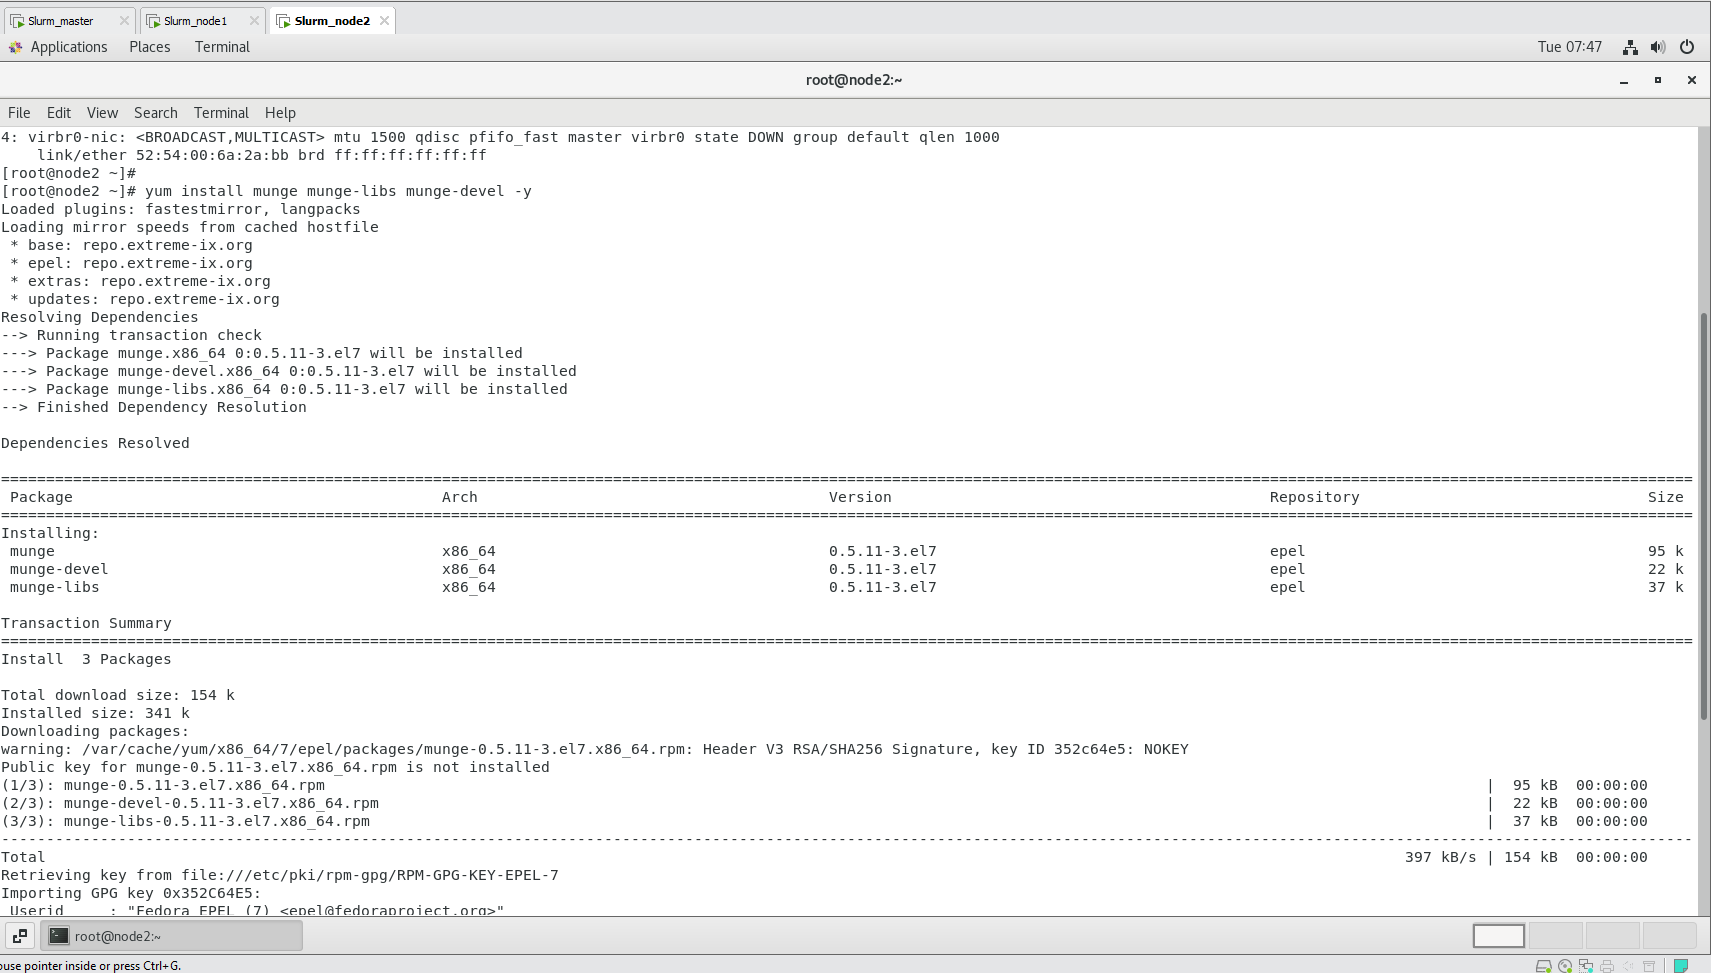 Slurm_master Slurm_node1 Slurm_node2
Applications Places Terminal Tue 07:47
root@node2:~
File Edit View Search Terminal Help
4: virbr0-nic: <BROADCAST,MULTICAST> mtu 1500 qdisc pfifo_fast master virbr0 state DOWN group default qlen 1000
    link/ether 52:54:00:6a:2a:bb brd ff:ff:ff:ff:ff:ff
[root@node2 ~]#
[root@node2 ~]# yum install munge munge-libs munge-devel -y
Loaded plugins: fastestmirror, langpacks
Loading mirror speeds from cached hostfile
 * base: repo.extreme-ix.org
 * epel: repo.extreme-ix.org
 * extras: repo.extreme-ix.org
 * updates: repo.extreme-ix.org
Resolving Dependencies
--> Running transaction check
---> Package munge.x86_64 0:0.5.11-3.el7 will be installed
---> Package munge-devel.x86_64 0:0.5.11-3.el7 will be installed
---> Package munge-libs.x86_64 0:0.5.11-3.el7 will be installed
--> Finished Dependency Resolution
Dependencies Resolved
Package Arch Version Repository Size
Installing:
 munge x86_64 0.5.11-3.el7 epel 95 k
 munge-devel x86_64 0.5.11-3.el7 epel 22 k
 munge-libs x86_64 0.5.11-3.el7 epel 37 k
Transaction Summary
Install  3 Packages
Total download size: 154 k
Installed size: 341 k
Downloading packages:
warning: /var/cache/yum/x86_64/7/epel/packages/munge-0.5.11-3.el7.x86_64.rpm: Header V3 RSA/SHA256 Signature, key ID 352c64e5: NOKEY
Public key for munge-0.5.11-3.el7.x86_64.rpm is not installed
(1/3): munge-0.5.11-3.el7.x86_64.rpm | 95 kB 00:00:00
(2/3): munge-devel-0.5.11-3.el7.x86_64.rpm | 22 kB 00:00:00
(3/3): munge-libs-0.5.11-3.el7.x86_64.rpm | 37 kB 00:00:00
Total 397 kB/s | 154 kB 00:00:00
Retrieving key from file:///etc/pki/rpm-gpg/RPM-GPG-KEY-EPEL-7
Importing GPG key 0x352C64E5:
 Userid     : "Fedora EPEL (7) <epel@fedoraproject.org>"
root@node2:~
ouse pointer inside or press Ctrl+G.